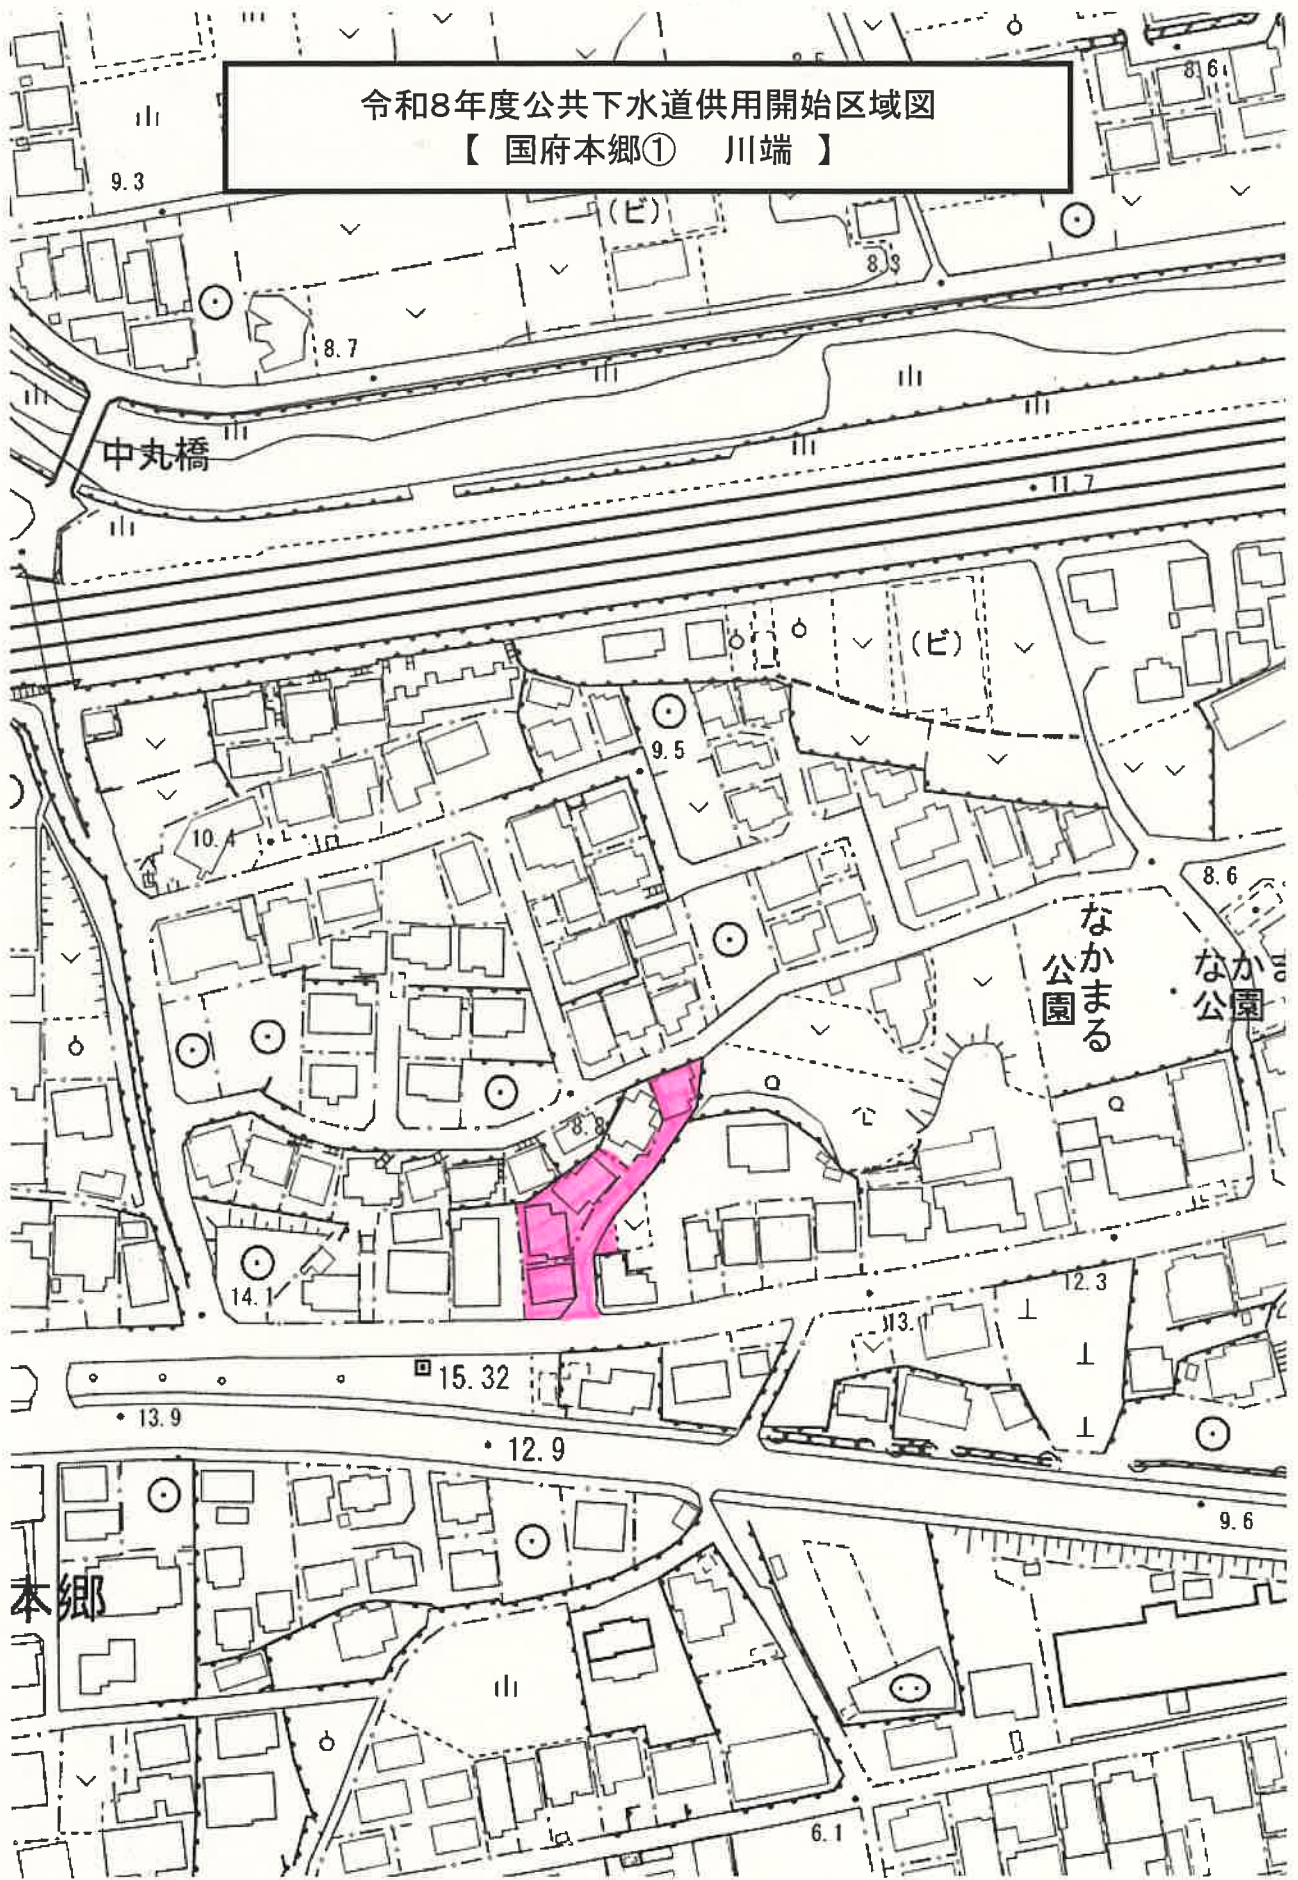 令和8年度公共下水道供用開始区域図
【 国府本郷① 川端 】
8.6
9.3
(ビ)
8.3
8.7
中丸橋
11.7
(ビ)
9.5
10.4
8.6
なかまる
公園
なか
公園
8.8
14.1
12.3
13.1
15.32
13.9
12.9
9.6
本郷
6.1